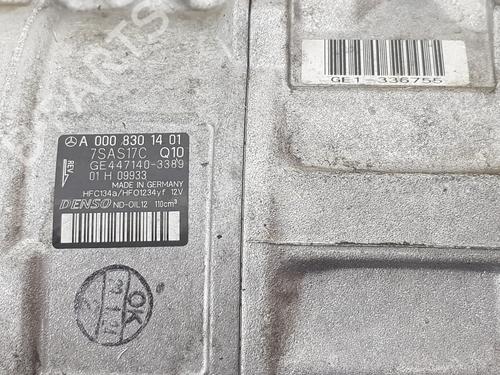 GE1-336755
A 000 830 14 01
7SAS17C Q10
REV.
GE447140-3389
01 H 09933
MADE IN GERMANY
HFC134a/HFO1234yf 12V
DENSO ND-OIL12 110cm³
OK